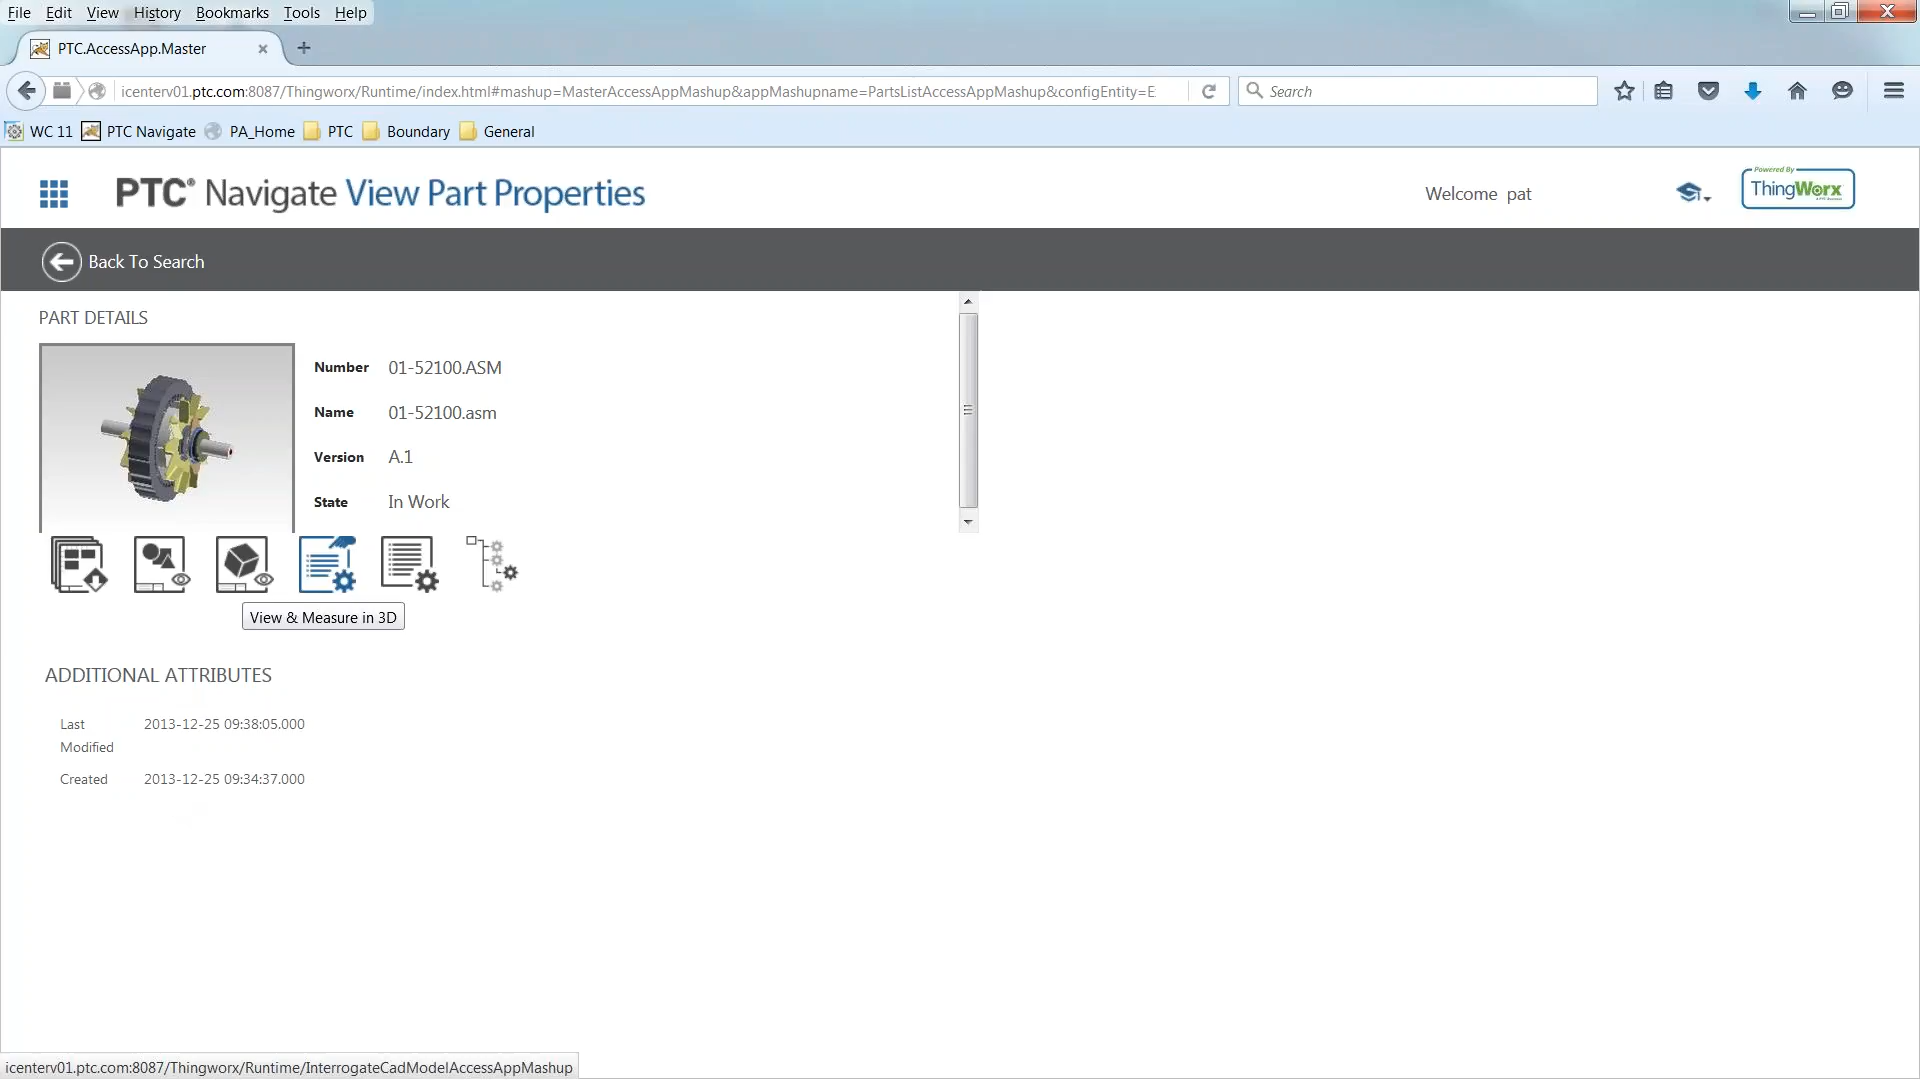 File Edit View History Bookmarks Tools Help
PTC.AccessApp.Master
icenterv01.ptc.com:8087/Thingworx/Runtime/index.html#mashup=MasterAccessAppMashup&appMashupname=PartsListAccessAppMashup&configEntity=E
Search
WC 11 PTC Navigate PA_Home PTC Boundary General
PTC® Navigate View Part Properties
Welcome pat
Powered By
ThingWorx
Back To Search
PART DETAILS
Number 01-52100.ASM
Name 01-52100.asm
Version A.1
State In Work
View & Measure in 3D
ADDITIONAL ATTRIBUTES
Last Modified 2013-12-25 09:38:05.000
Created 2013-12-25 09:34:37.000
icenterv01.ptc.com:8087/Thingworx/Runtime/InterrogateCadModelAccessAppMashup